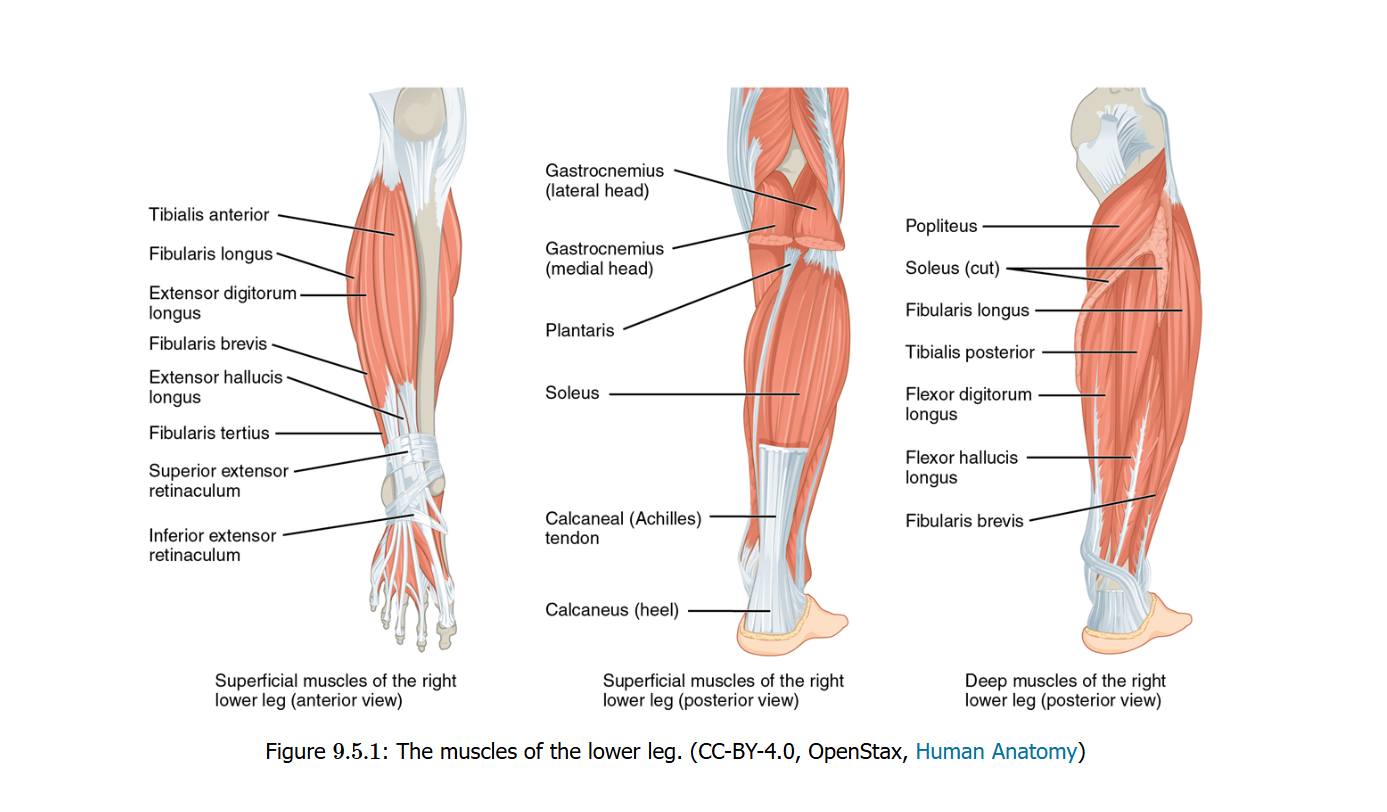 Tibialis anterior
Fibularis longus
Extensor digitorum
longus
Fibularis brevis
Extensor hallucis
longus
Fibularis tertius
Superior extensor
retinaculum
Inferior extensor
retinaculum
Superficial muscles of the right
lower leg (anterior view)
Gastrocnemius
(lateral head)
Gastrocnemius
(medial head)
Plantaris
Soleus
Calcaneal (Achilles)
tendon
Calcaneus (heel)
Superficial muscles of the right
lower leg (posterior view)
Popliteus
Soleus (cut)
Fibularis longus
Tibialis posterior
Flexor digitorum
longus
Flexor hallucis
longus
Fibularis brevis
Deep muscles of the right
lower leg (posterior view)
Figure 9.5.1: The muscles of the lower leg. (CC-BY-4.0, OpenStax, Human Anatomy)